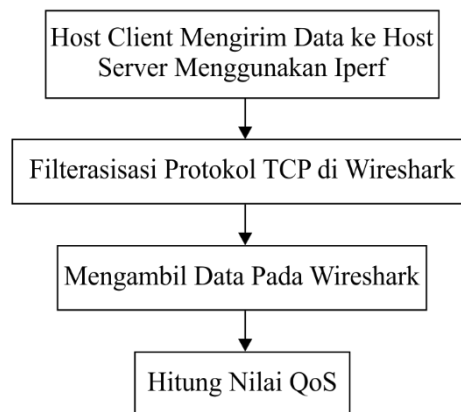 Host Client Mengirim Data ke Host
Server Menggunakan Iperf
Filterasisasi Protokol TCP di Wireshark
Mengambil Data Pada Wireshark
Hitung Nilai QoS